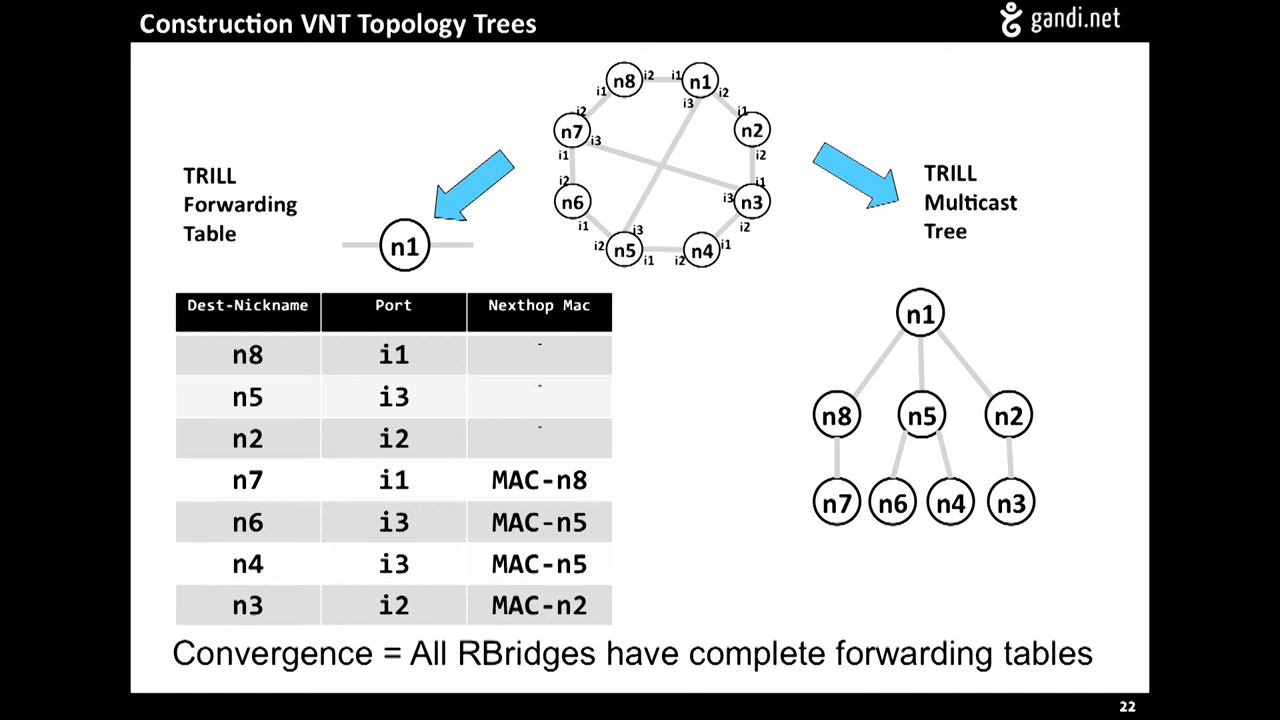 Construction VNT Topology Trees
gandi.net
n8 i2 i1 n1
i1 i3 i2
i2 i1
n7 i3 n2
i1 i2
i2 i1
n6 i3 n3
i1 i3 i2
i2 n5 i1 i2 n4 i1
TRILL
Forwarding
Table
n1
TRILL
Multicast
Tree
Dest-Nickname Port Nexthop Mac
n8 i1 -
n5 i3 -
n2 i2 -
n7 i1 MAC-n8
n6 i3 MAC-n5
n4 i3 MAC-n5
n3 i2 MAC-n2
n1
n8 n5 n2
n7 n6 n4 n3
Convergence = All RBridges have complete forwarding tables
22